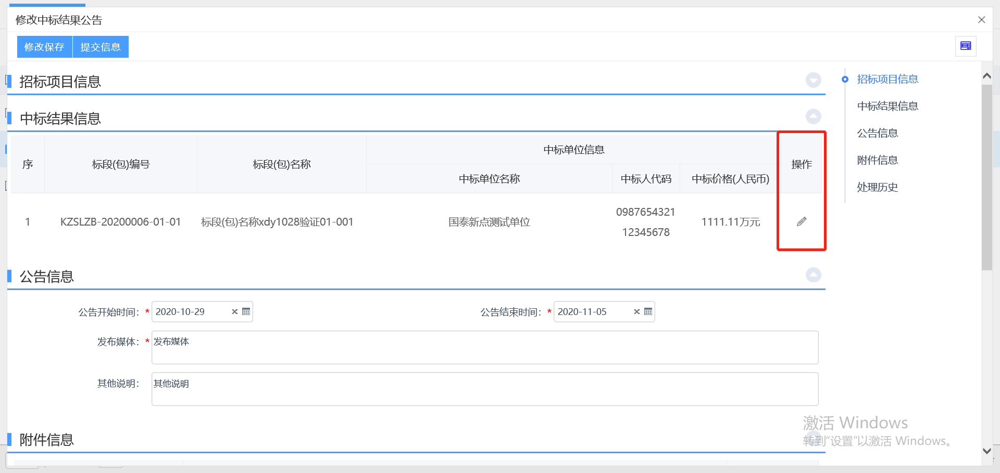 修改中标结果公告
修改保存 提交信息
招标项目信息
中标结果信息
序 标段(包)编号 标段(包)名称 中标单位信息 操作
中标单位名称 中标人代码 中标价格(人民币)
1 KZSLZB-20200006-01-01 标段(包)名称xdy1028验证01-001 国泰新点测试单位 0987654321 1111.11万元
12345678
公告信息
公告开始时间：* 2020-10-29 公告结束时间：* 2020-11-05
发布媒体：* 发布媒体
其他说明： 其他说明
附件信息
招标项目信息
中标结果信息
公告信息
附件信息
处理历史
激活 Windows
转到“设置”以激活 Windows。